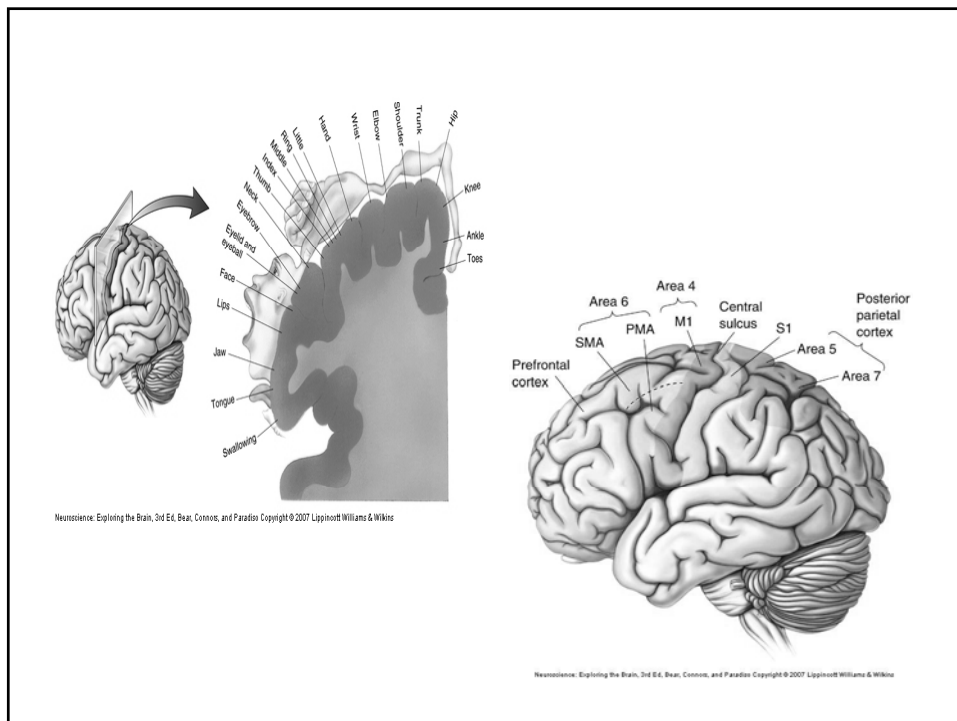 Little
Ring
Middle
Index
Thumb
Neck
Eyebrow
Eyelid and
eyeball
Face
Lips
Jaw
Tongue
Swallowing
Hand
Wrist
Elbow
Shoulder
Trunk
Hip
Knee
Ankle
Toes
Neuroscience: Exploring the Brain, 3rd Ed, Bear, Connors, and Paradiso Copyright © 2007 Lippincott Williams & Wilkins
Area 6
Area 4
SMA
PMA
M1
Central
sulcus
S1
Posterior
parietal
cortex
Area 5
Area 7
Prefrontal
cortex
Neuroscience: Exploring the Brain, 3rd Ed, Bear, Connors, and Paradiso Copyright © 2007 Lippincott Williams & Wilkins